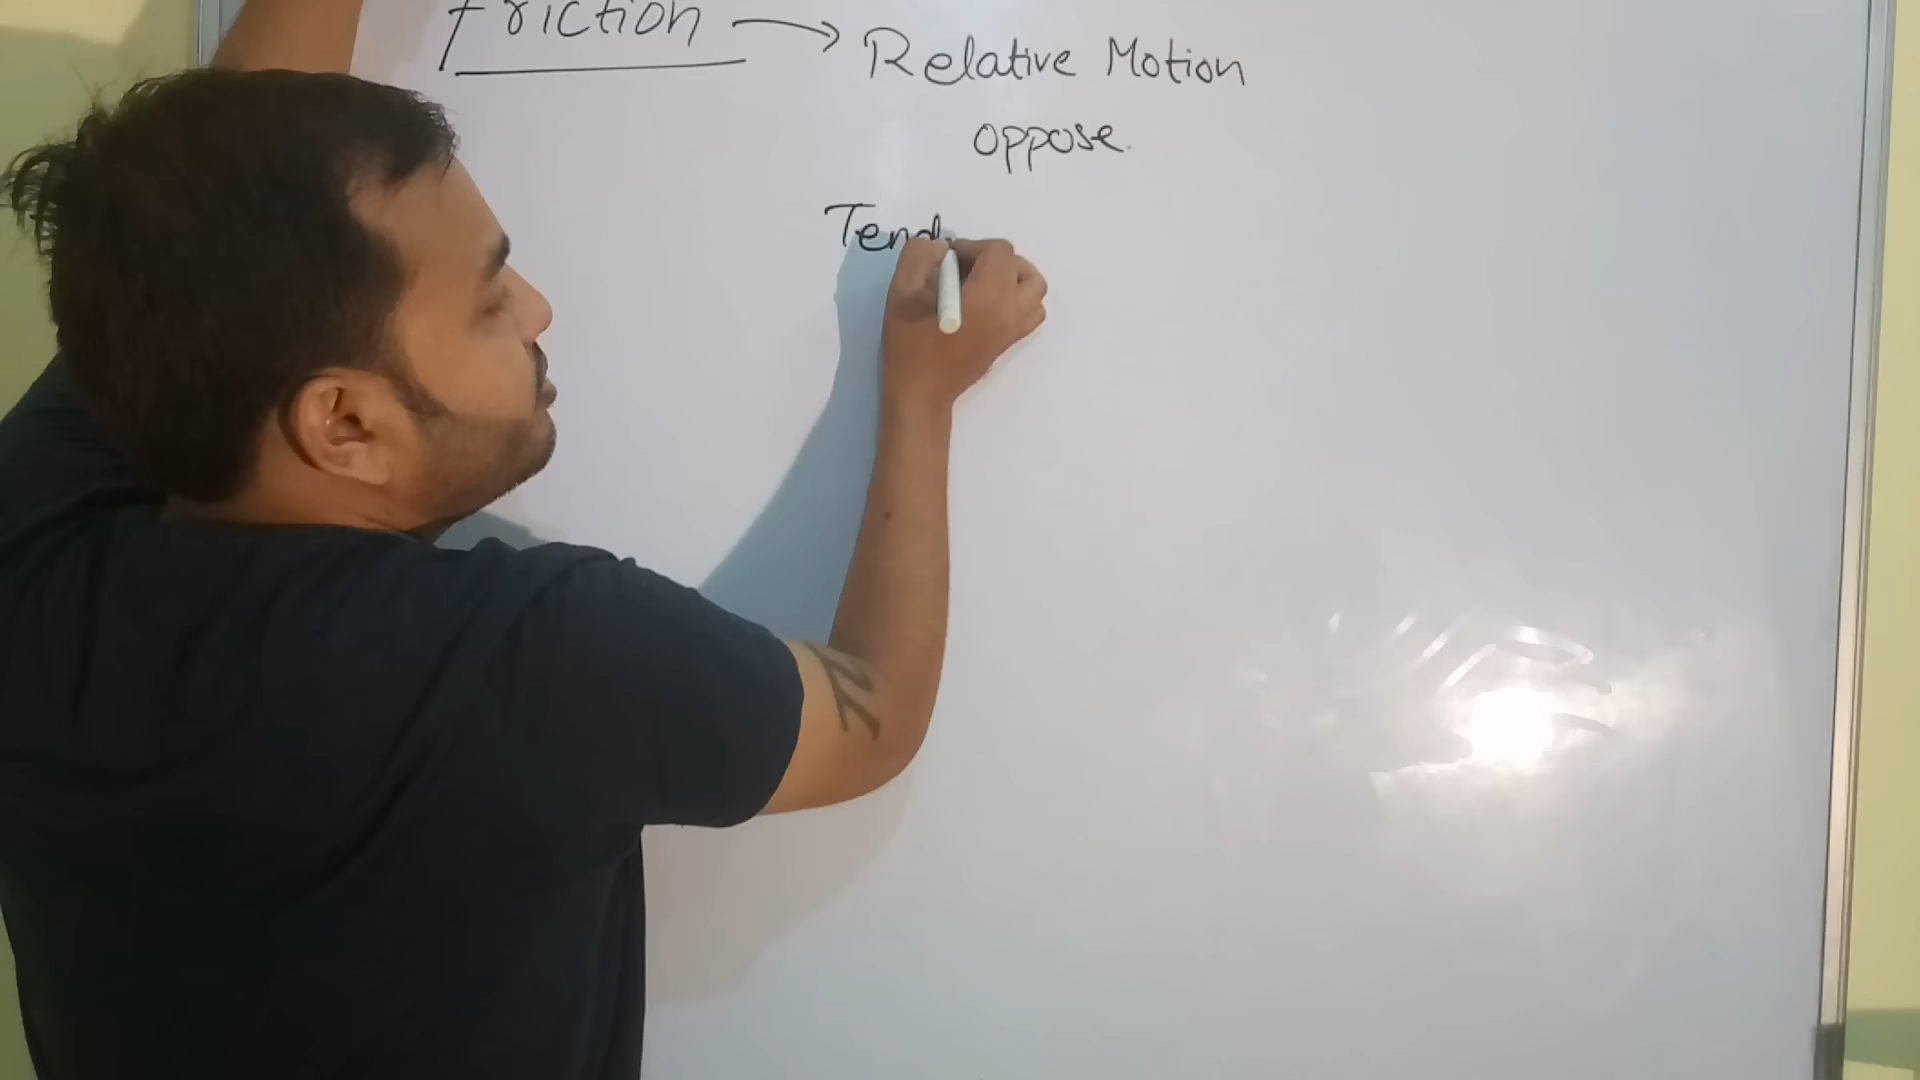 friction → Relative Motion
oppose.
Tend